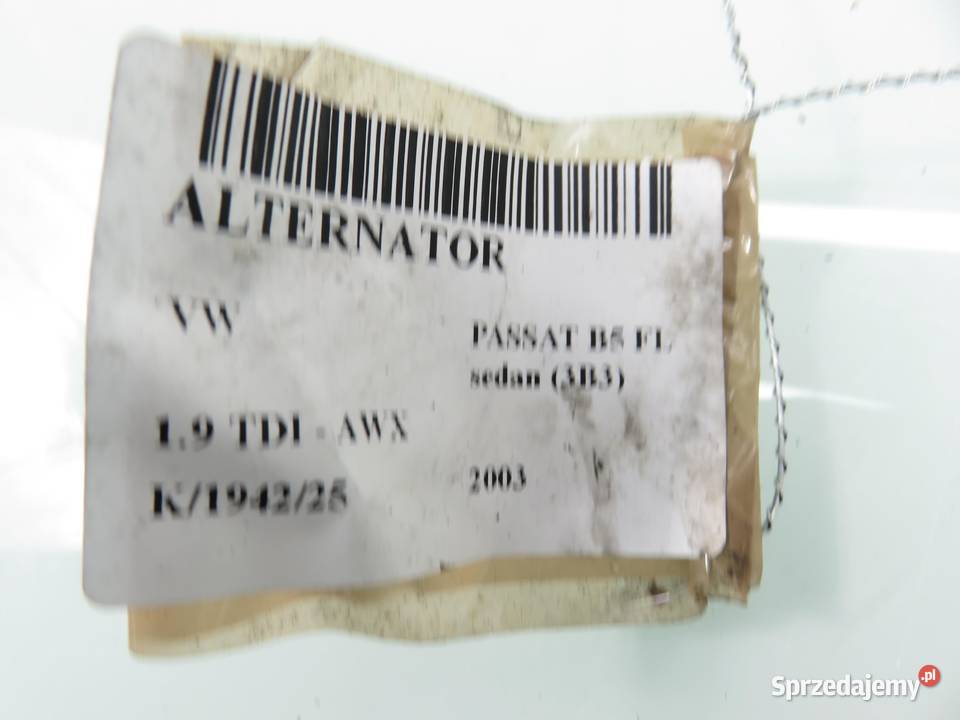 ALTERNATOR
VW
PASSAT B5 FL
sedan (3B3)
1.9 TDI - AWX
2003
K/1942/25
Sprzedajemy.pl